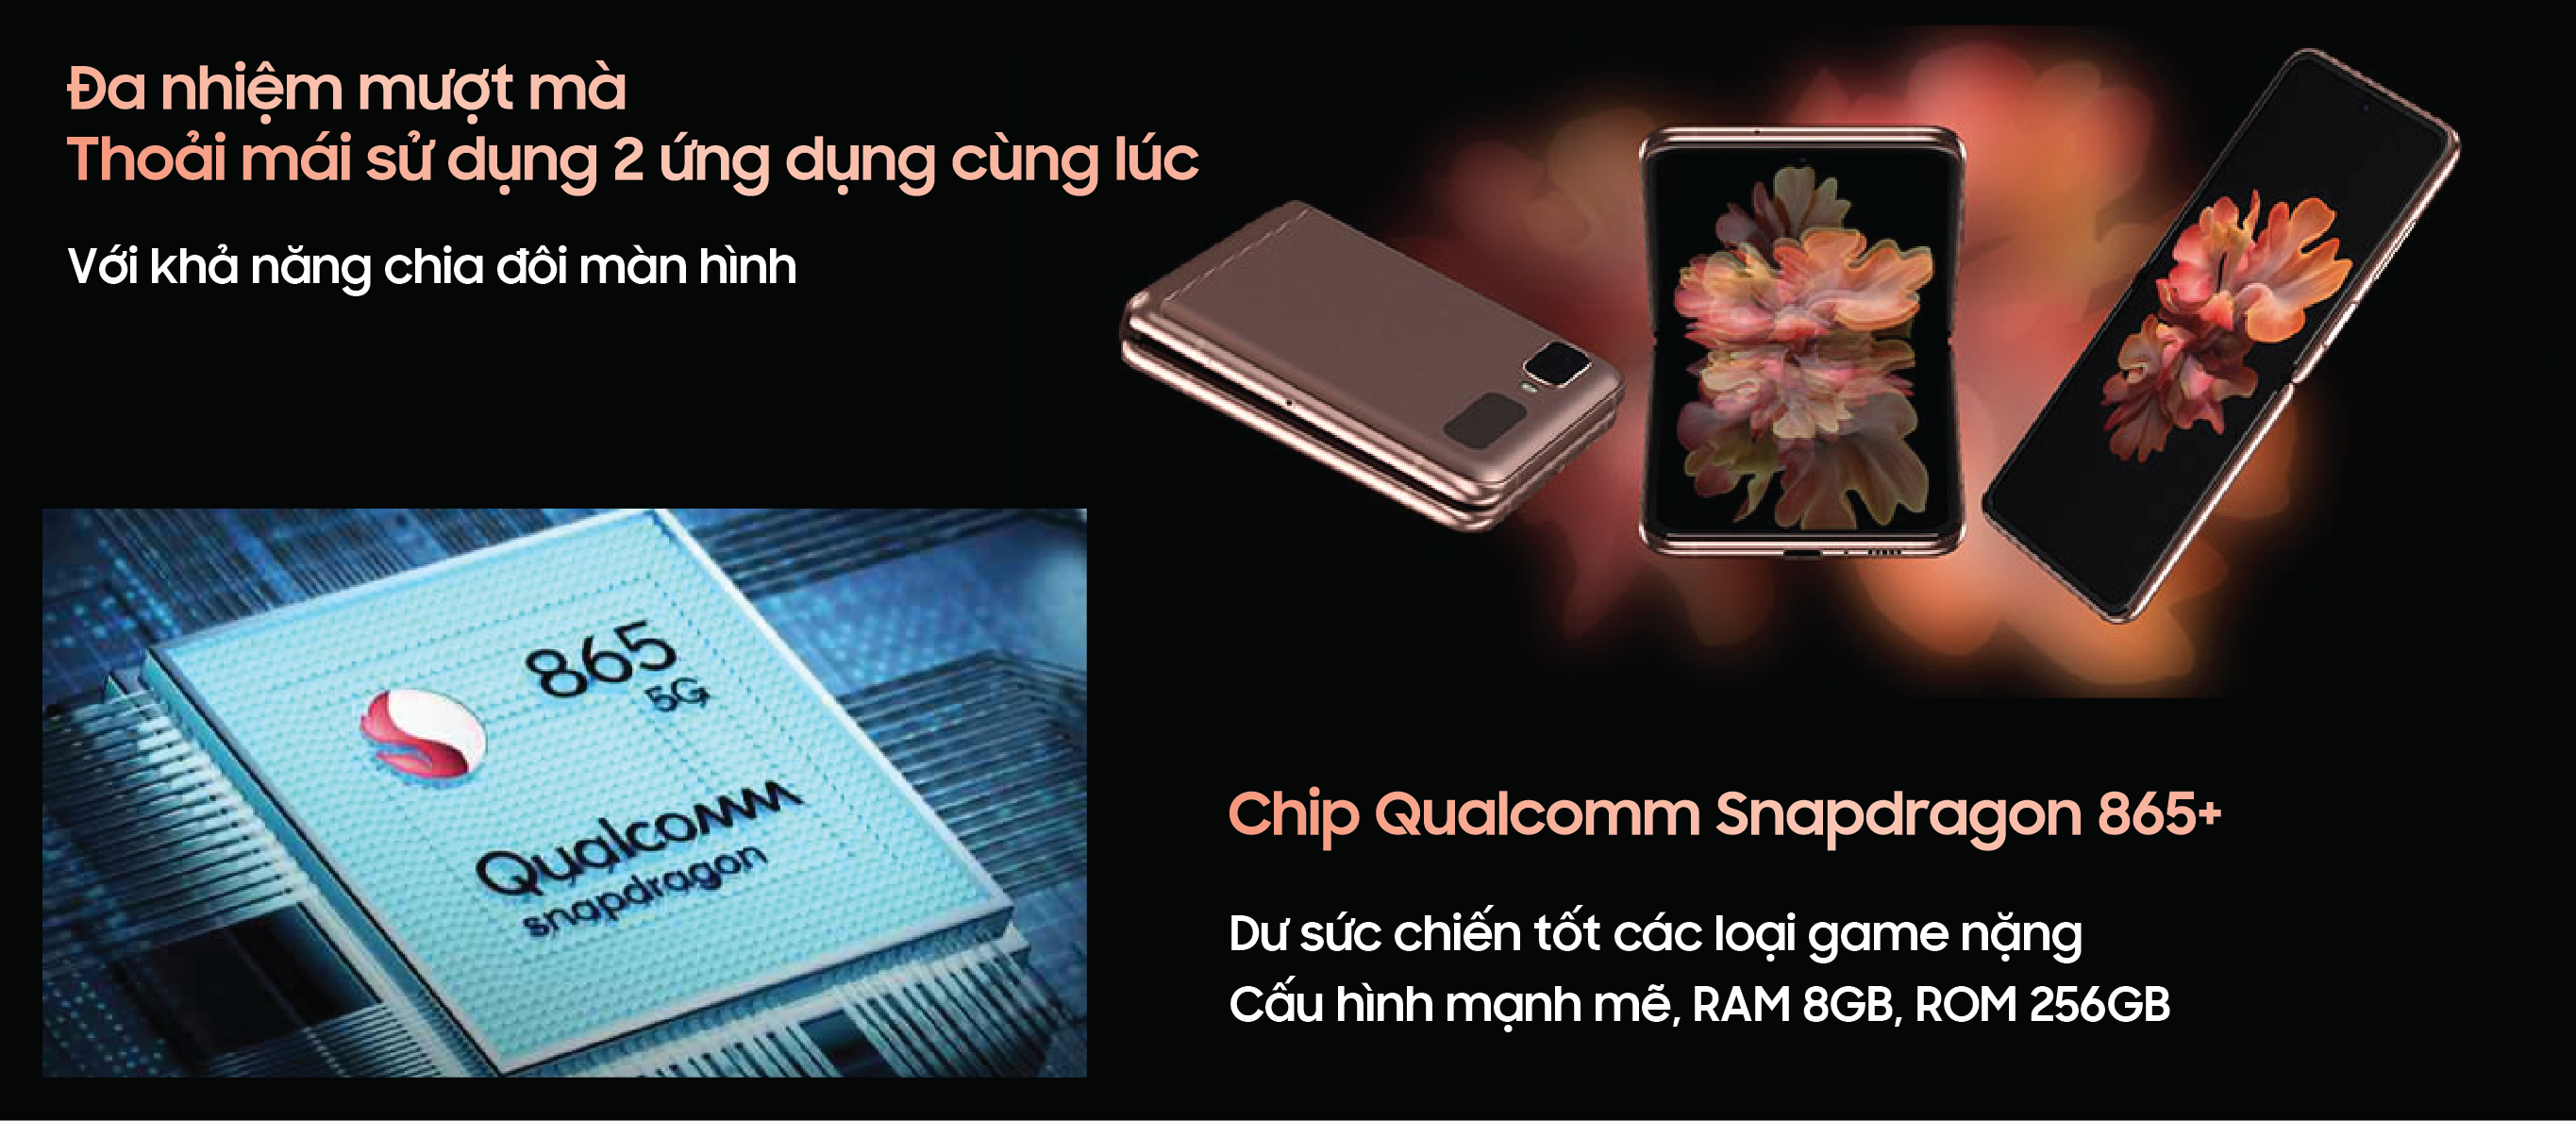 Đa nhiệm mượt mà
Thoải mái sử dụng 2 ứng dụng cùng lúc
Với khả năng chia đôi màn hình
865
5G
Qualcomm
snapdragon
Chip Qualcomm Snapdragon 865+
Dư sức chiến tốt các loại game nặng
Cấu hình mạnh mẽ, RAM 8GB, ROM 256GB